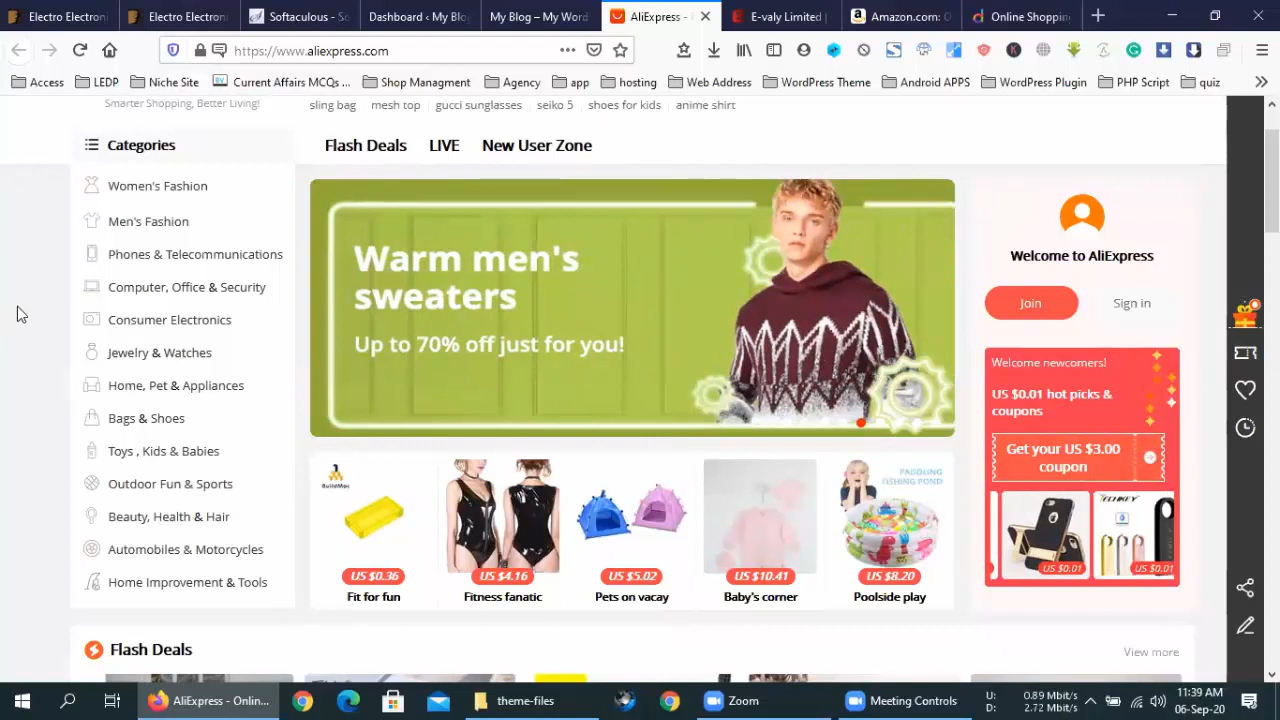 Electro Electroni
Electro Electroni
Softaculous - So
Dashboard ‹ My Blog
My Blog – My Word
AliExpress -
E-valy Limited |
Amazon.com: O
Online Shoppin
https://www.aliexpress.com
Access
LEDP
Niche Site
Current Affairs MCQs ...
Shop Managment
Agency
app
hosting
Web Address
WordPress Theme
Android APPS
WordPress Plugin
PHP Script
quiz
Smarter Shopping, Better Living!
sling bag mesh top gucci sunglasses seiko 5 shoes for kids anime shirt
Categories
Flash Deals LIVE New User Zone
Women's Fashion
Men's Fashion
Phones & Telecommunications
Computer, Office & Security
Consumer Electronics
Jewelry & Watches
Home, Pet & Appliances
Bags & Shoes
Toys , Kids & Babies
Outdoor Fun & Sports
Beauty, Health & Hair
Automobiles & Motorcycles
Home Improvement & Tools
Warm men's
sweaters
Up to 70% off just for you!
Welcome to AliExpress
Join Sign in
Welcome newcomers!
US $0.01 hot picks &
coupons
Get your US $3.00
coupon
TECHKEY
US $0.01
US $0.01
PADDLING
FISHING POND
US $0.36
Fit for fun
US $4.16
Fitness fanatic
US $5.02
Pets on vacay
US $10.41
Baby's corner
US $8.20
Poolside play
Flash Deals
View more
AliExpress - Onlin...
theme-files
Zoom
Meeting Controls
U: 0.89 Mbit/s
D: 2.72 Mbit/s
11:39 AM
06-Sep-20